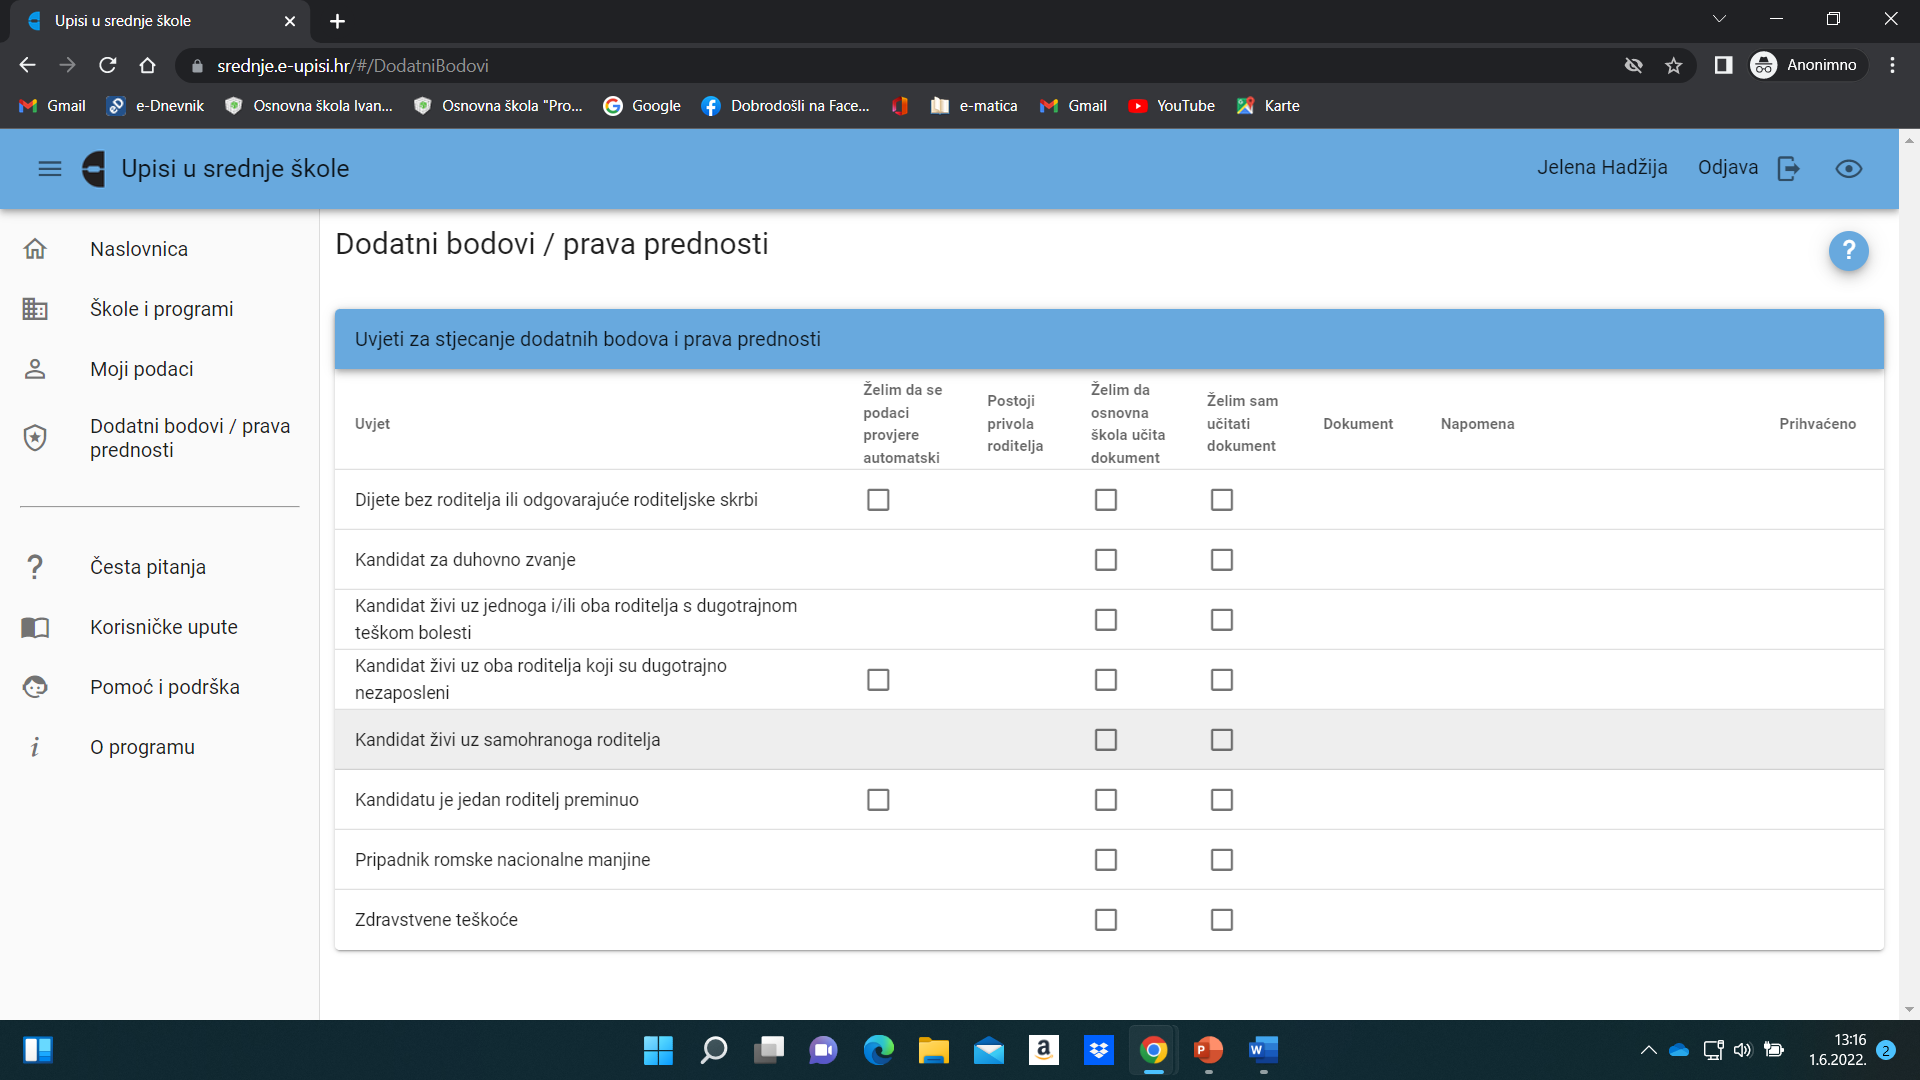 Upisi u srednje škole
srednje.e-upisi.hr/#/DodatniBodovi
Anonimno
Gmail
e-Dnevnik
Osnovna škola Ivan...
Osnovna škola "Pro...
Google
Dobrodošli na Face...
e-matica
Gmail
YouTube
Karte
Upisi u srednje škole
Jelena Hadžija
Odjava
Naslovnica
Škole i programi
Moji podaci
Dodatni bodovi / prava
prednosti
?
Česta pitanja
Korisničke upute
Pomoć i podrška
i
O programu
Dodatni bodovi / prava prednosti
?
Uvjeti za stjecanje dodatnih bodova i prava prednosti
Uvjet
Želim da se
podaci
provjere
automatski
Postoji
privola
roditelja
Želim da
osnovna
škola učita
dokument
Želim sam
učitati
dokument
Dokument
Napomena
Prihvaćeno
Dijete bez roditelja ili odgovarajuće roditeljske skrbi
Kandidat za duhovno zvanje
Kandidat živi uz jednoga i/ili oba roditelja s dugotrajnom
teškom bolesti
Kandidat živi uz oba roditelja koji su dugotrajno
nezaposleni
Kandidat živi uz samohranoga roditelja
Kandidatu je jedan roditelj preminuo
Pripadnik romske nacionalne manjine
Zdravstvene teškoće
a
P
W
13:16
1.6.2022.
2